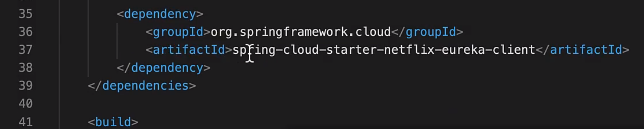 35 <dependency>
36 <groupId>org.springframework.cloud</groupId>
37 <artifactId>spring-cloud-starter-netflix-eureka-client</artifactId>
38 </dependency>
39 </dependencies>
40
41 <build>